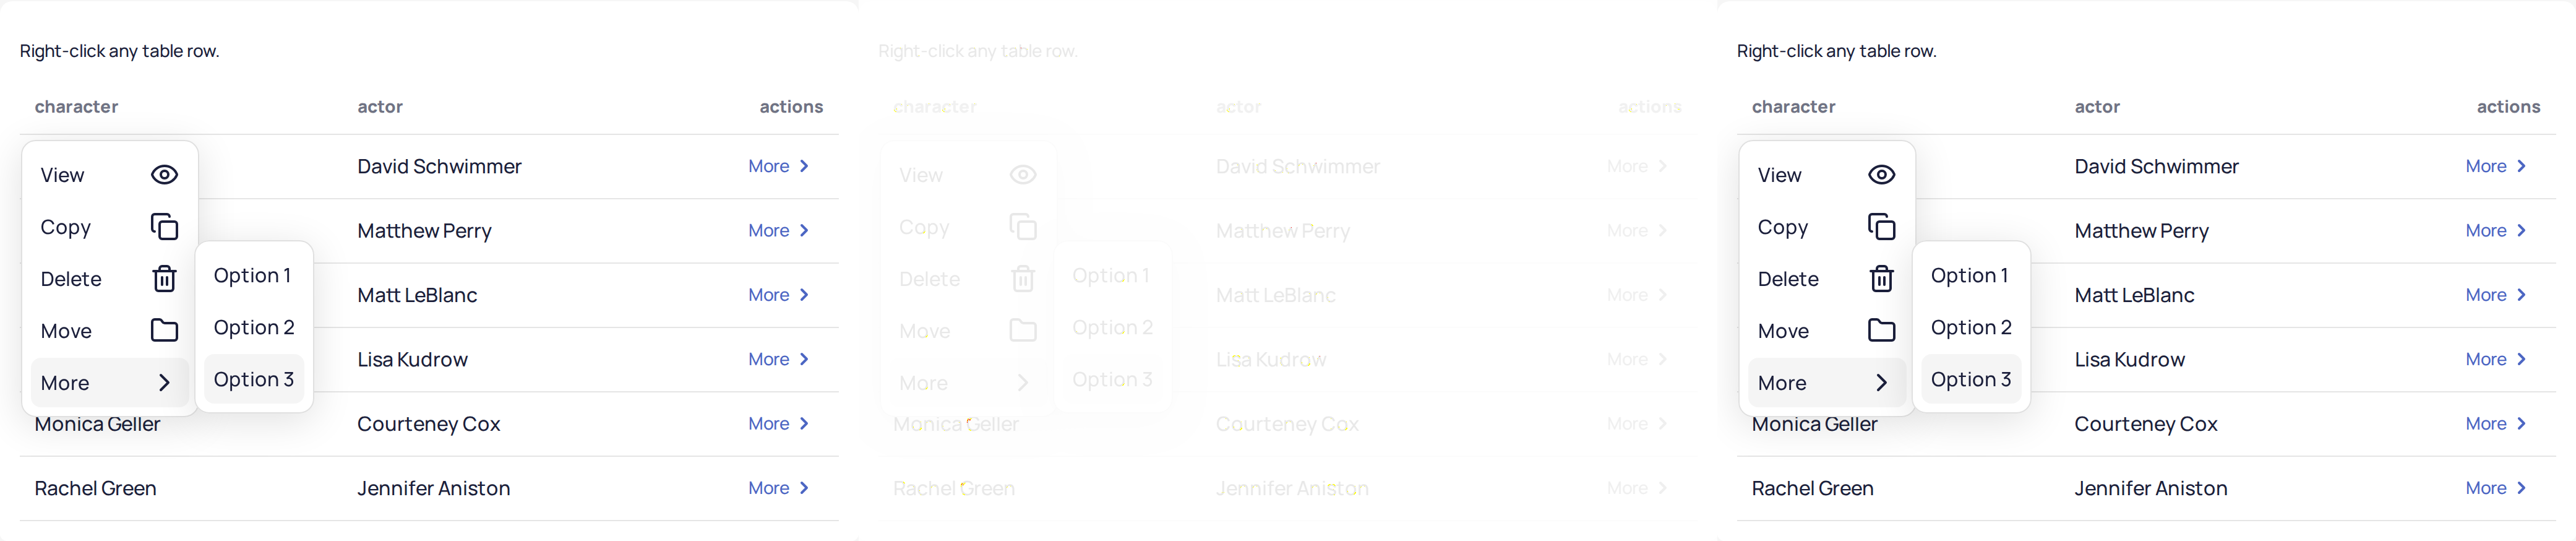 Right-click any table row.
character actor actions
View
David Schwimmer More
Copy
Matthew Perry More
Delete
Option 1
Matt LeBlanc More
Move
Option 2
Lisa Kudrow More
More
Option 3
Monica Geller Courteney Cox More
Rachel Green Jennifer Aniston More
Right-click any table row.
character actor actions
View
David Schwimmer More
Copy
Matthew Perry More
Delete
Option 1
Matt LeBlanc More
Move
Option 2
Lisa Kudrow More
More
Option 3
Monica Geller Courteney Cox More
Rachel Green Jennifer Aniston More
Right-click any table row.
character actor actions
View
David Schwimmer More
Copy
Matthew Perry More
Delete
Option 1
Matt LeBlanc More
Move
Option 2
Lisa Kudrow More
More
Option 3
Monica Geller Courteney Cox More
Rachel Green Jennifer Aniston More